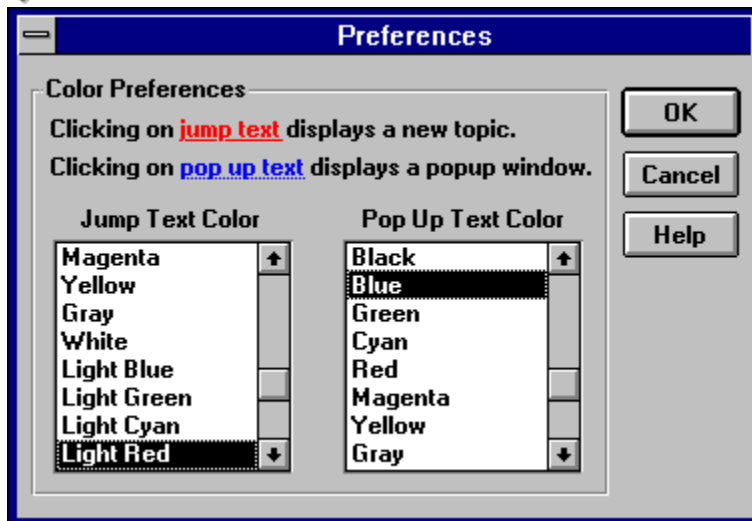 Preferences
Color Preferences
Clicking on jump text displays a new topic.
Clicking on pop up text displays a popup window.
Jump Text Color
Magenta
Yellow
Gray
White
Light Blue
Light Green
Light Cyan
Light Red
Pop Up Text Color
Black
Blue
Green
Cyan
Red
Magenta
Yellow
Gray
OK
Cancel
Help